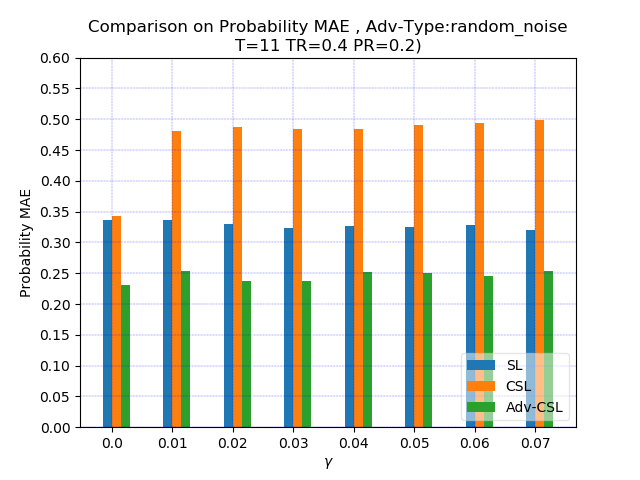 Comparison on Probability MAE , Adv-Type:random_noise
T=11 TR=0.4 PR=0.2)
0.60
0.55
0.50
0.45
0.40
0.35
0.30
0.25
0.20
0.15
0.10
0.05
0.00
Probability MAE
SL
CSL
Adv-CSL
0.0 0.01 0.02 0.03 0.04 0.05 0.06 0.07
γ